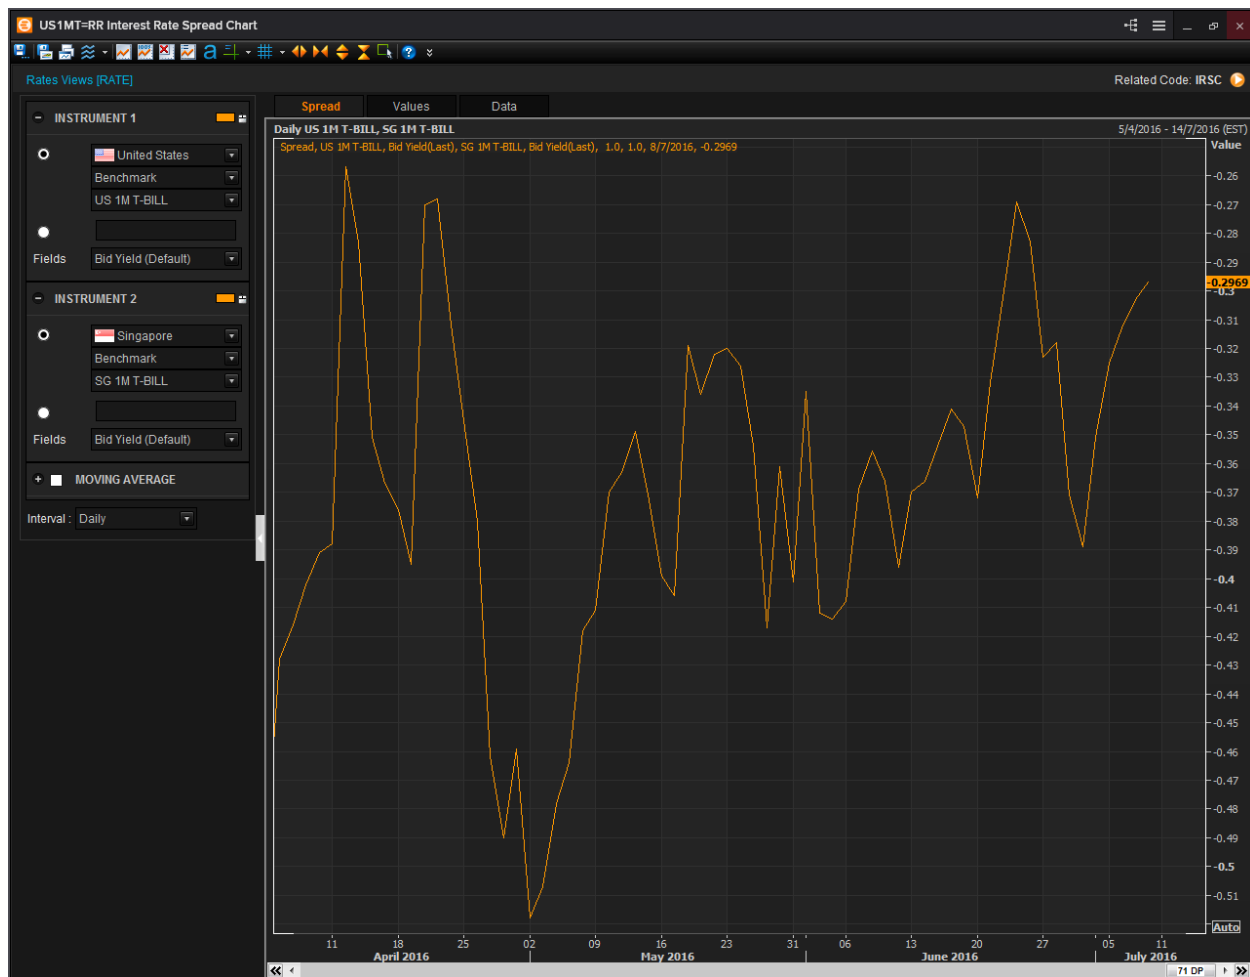 US1MT=RR Interest Rate Spread Chart
Rates Views [RATE]
Related Code: IRSC
INSTRUMENT 1
United States
Benchmark
US 1M T-BILL
Fields Bid Yield (Default)
INSTRUMENT 2
Singapore
Benchmark
SG 1M T-BILL
Fields Bid Yield (Default)
MOVING AVERAGE
Interval : Daily
Spread Values Data
Daily US 1M T-BILL, SG 1M T-BILL 5/4/2016 - 14/7/2016 (EST)
Spread, US 1M T-BILL, Bid Yield(Last), SG 1M T-BILL, Bid Yield(Last), 1.0, 1.0, 8/7/2016, -0.2969
Value
-0.26
-0.27
-0.28
-0.29
-0.2969
-0.3
-0.31
-0.32
-0.33
-0.34
-0.35
-0.36
-0.37
-0.38
-0.39
-0.4
-0.41
-0.42
-0.43
-0.44
-0.45
-0.46
-0.47
-0.48
-0.49
-0.5
-0.51
Auto
11 18 25 02 09 16 23 31 06 13 20 27 05 11
April 2016 May 2016 June 2016 July 2016
71 DP